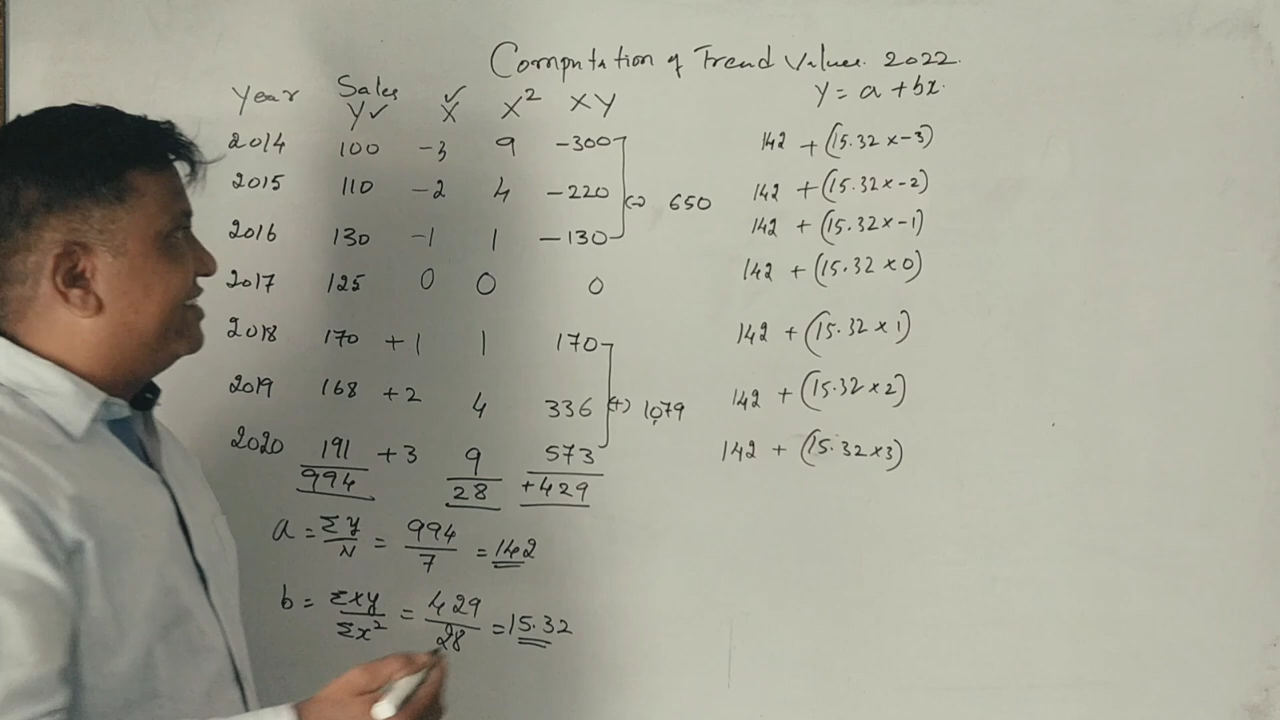 Computation of Trend Values. 2022.
Year Sales Y✓ X✓ X² XY Y = a + bx.
2014 100 -3 9 -300 142 + (15.32 x -3)
2015 110 -2 4 -220 (-) 650 142 + (15.32 x -2)
2016 130 -1 1 -130 142 + (15.32 x -1)
2017 125 0 0 0 142 + (15.32 x 0)
2018 170 +1 1 170 142 + (15.32 x 1)
2019 168 +2 4 336 (+) 1,079 142 + (15.32 x 2)
2020 191 +3 9 573 142 + (15.32 x 3)
994 28 +429
a = Σy/N = 994/7 = 142
b = Σxy/Σx² = 429/28 = 15.32